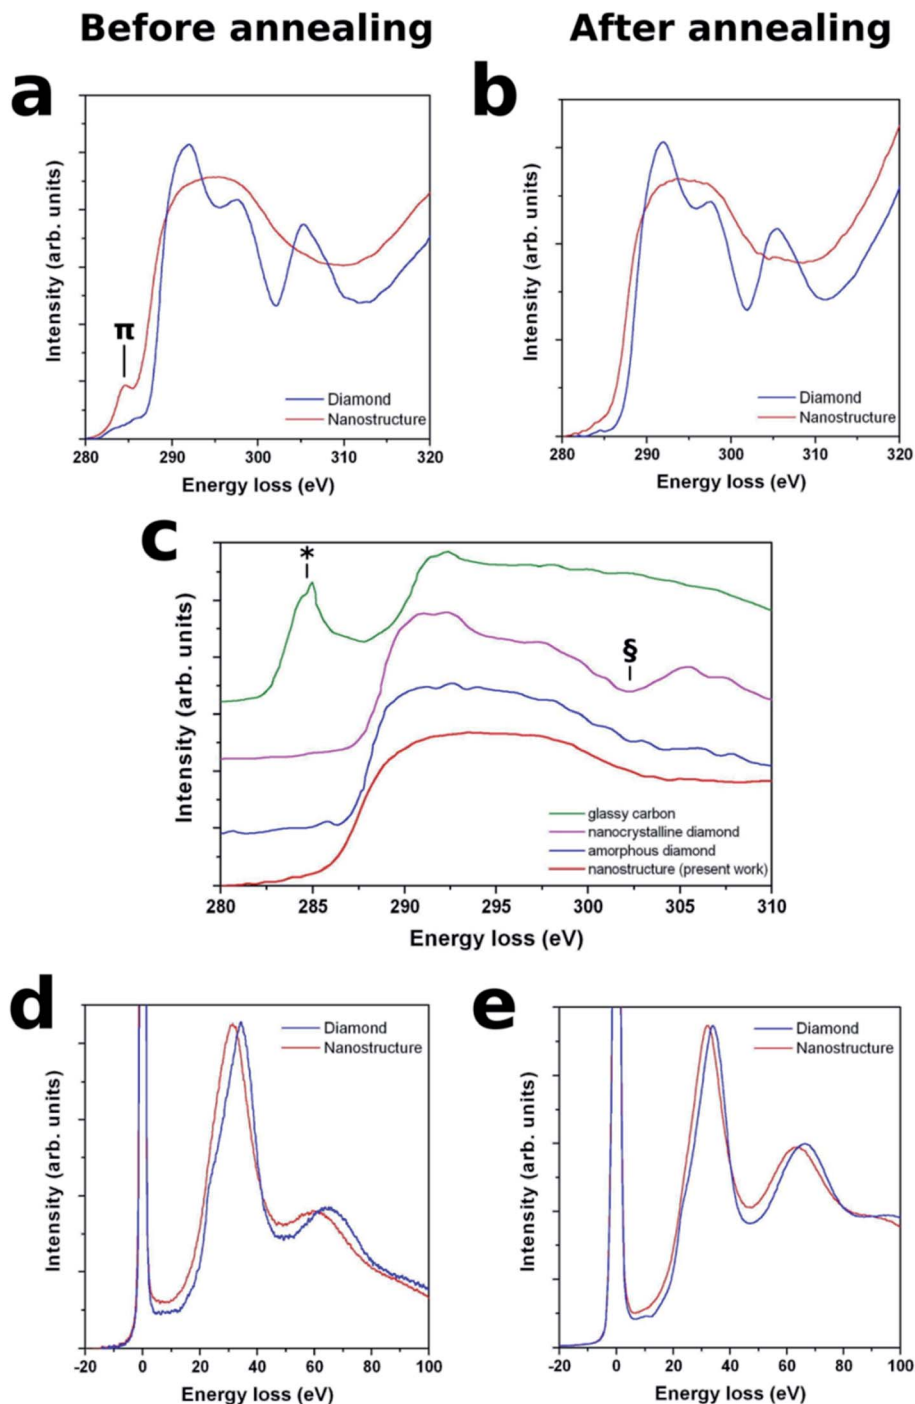 Before annealing
After annealing
a
Intensity (arb. units)
π
Diamond
Nanostructure
280 290 300 310 320
Energy loss (eV)
b
Intensity (arb. units)
Diamond
Nanostructure
280 290 300 310 320
Energy loss (eV)
c
Intensity (arb. units)
*
§
glassy carbon
nanocrystalline diamond
amorphous diamond
nanostructure (present work)
280 285 290 295 300 305 310
Energy loss (eV)
d
Intensity (arb. units)
Diamond
Nanostructure
-20 0 20 40 60 80 100
Energy loss (eV)
e
Intensity (arb. units)
Diamond
Nanostructure
-20 0 20 40 60 80 100
Energy loss (eV)